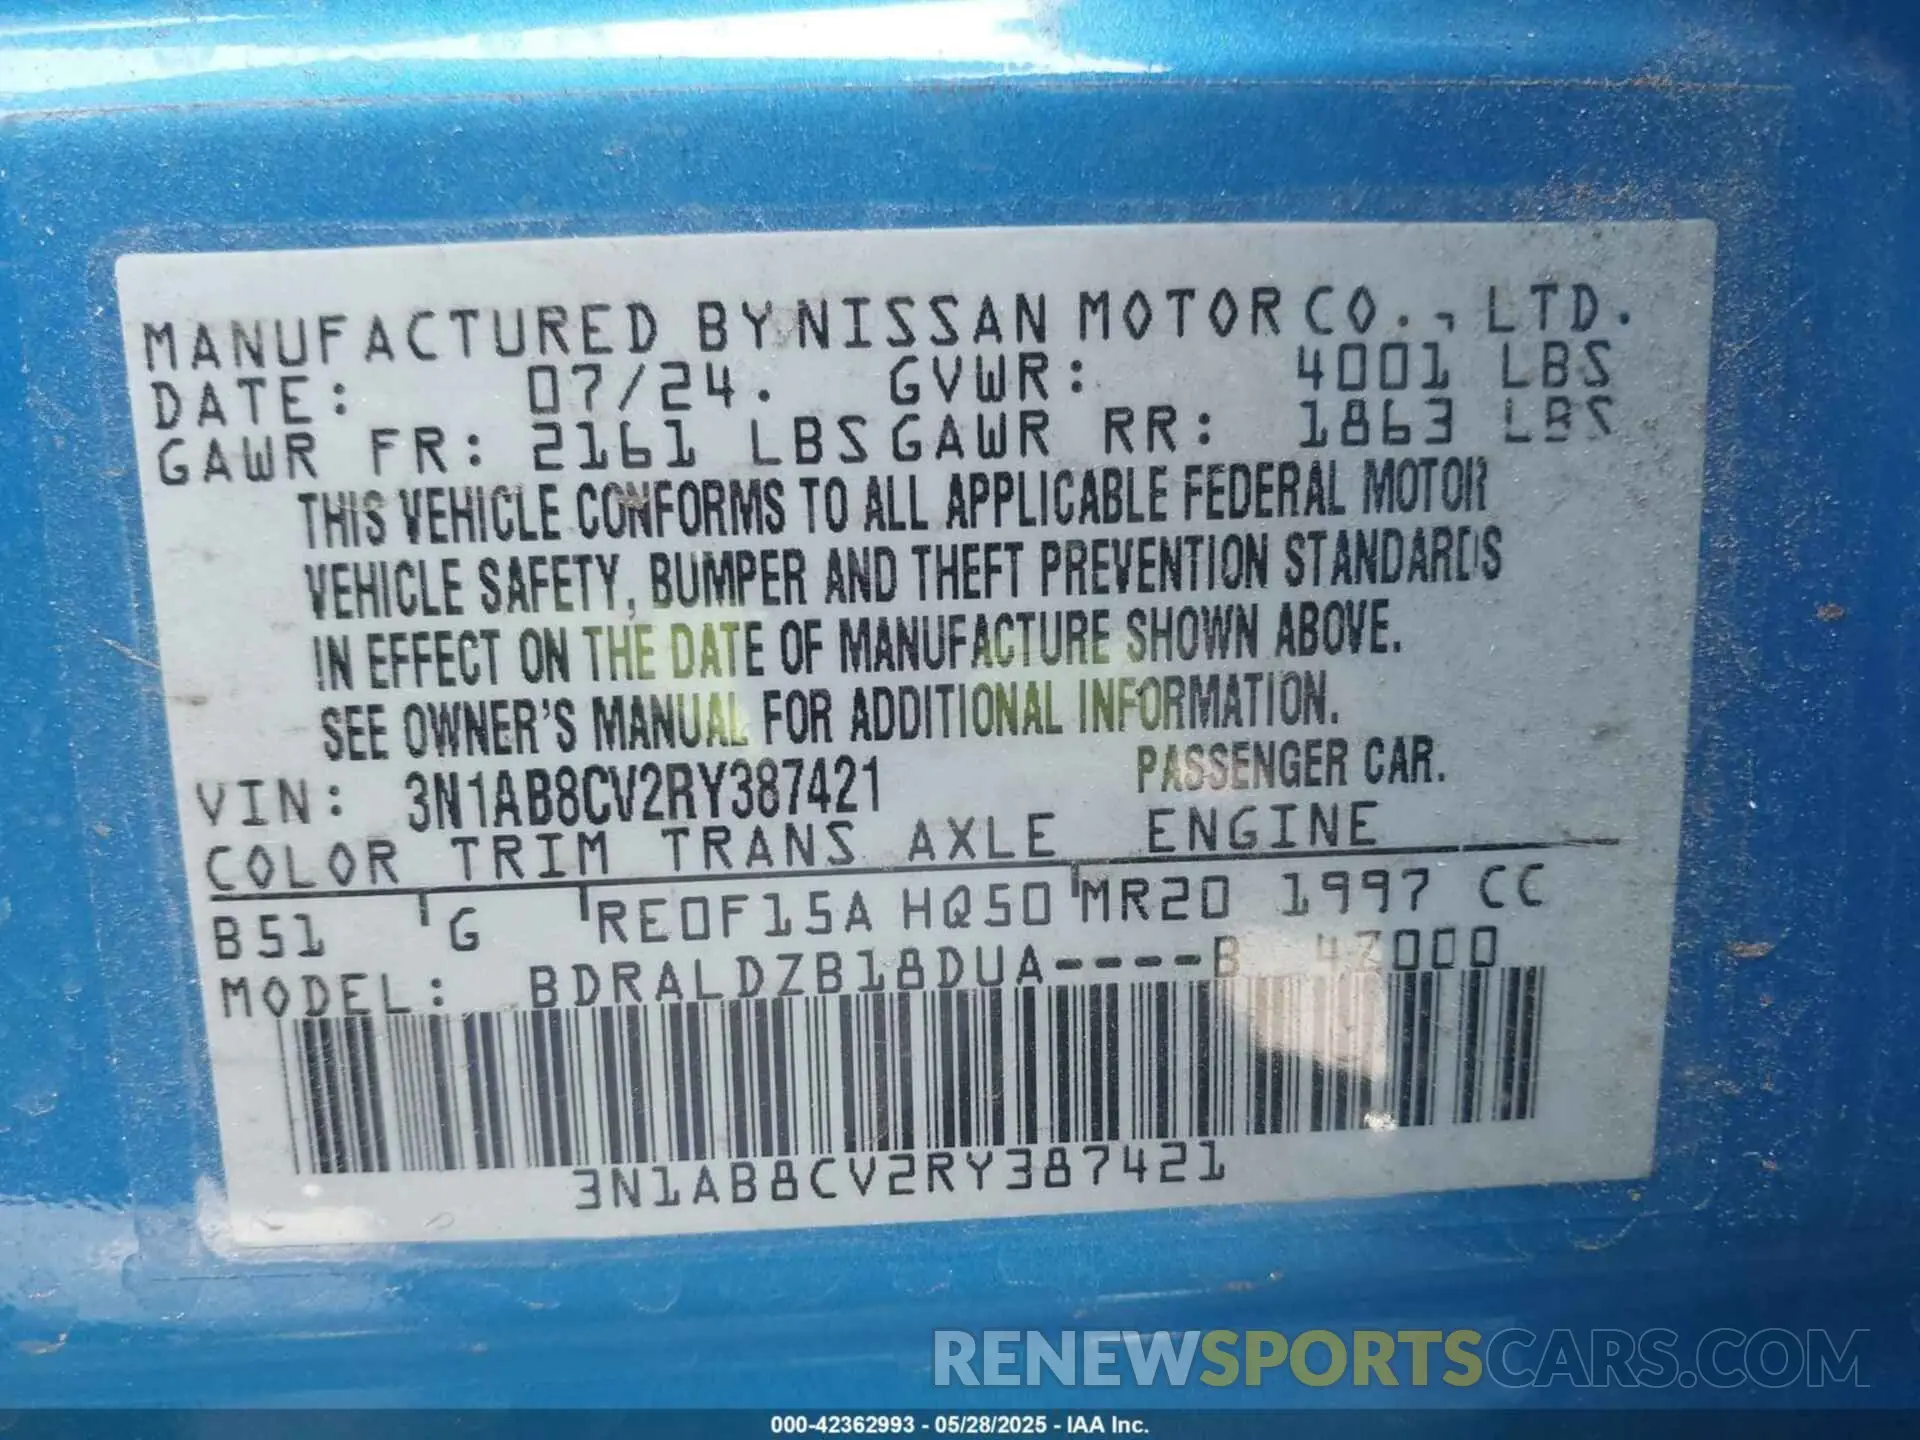 MANUFACTURED BY NISSAN MOTOR CO., LTD.
DATE: 07/24. GVWR: 4001 LBS
GAWR FR: 2161 LBS GAWR RR: 1863 LBS
THIS VEHICLE CONFORMS TO ALL APPLICABLE FEDERAL MOTOR
VEHICLE SAFETY, BUMPER AND THEFT PREVENTION STANDARDS
IN EFFECT ON THE DATE OF MANUFACTURE SHOWN ABOVE.
SEE OWNER'S MANUAL FOR ADDITIONAL INFORMATION.
VIN: 3N1AB8CV2RY387421 PASSENGER CAR.
COLOR TRIM TRANS AXLE ENGINE
B51 G RE0F15A HQ50 MR20 1997 CC
MODEL: BDRALDZB18DUA----B 4Z000
3N1AB8CV2RY387421
RENEWSPORTSCARS.COM
000-42362993 - 05/28/2025 - IAA Inc.